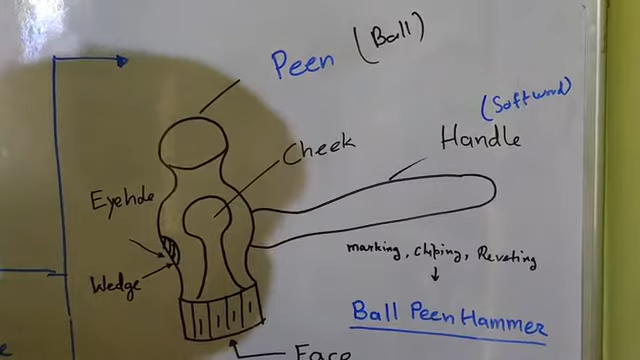 Peen (Ball)
(Softwood)
Handle
Cheek
Eyehole
Wedge
marking, chiping, Reveting
Ball Peen Hammer
Face